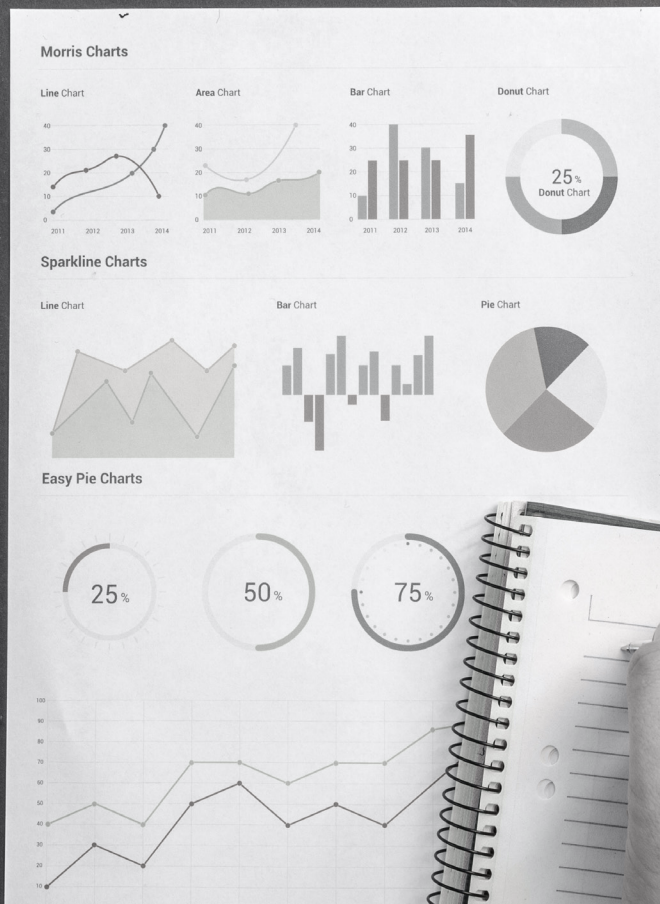 Morris Charts
Line Chart
Area Chart
Bar Chart
Donut Chart
40
30
20
10
0
2011 2012 2013 2014
40
30
20
10
0
2011 2012 2013 2014
40
30
20
10
0
2011 2012 2013 2014
25%
Donut Chart
Sparkline Charts
Line Chart
Bar Chart
Pie Chart
Easy Pie Charts
25%
50%
75%
100
90
80
70
60
50
40
30
20
10